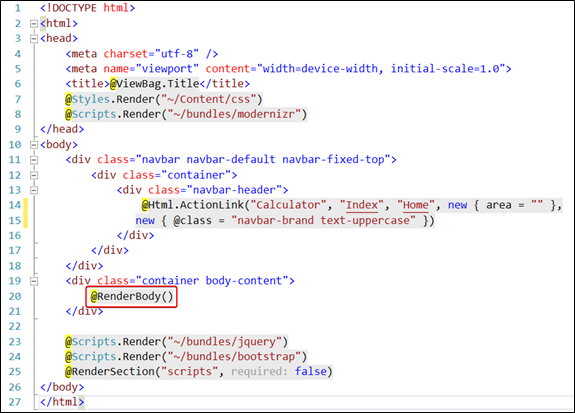 1 <!DOCTYPE html>
2 <html>
3 <head>
4 <meta charset="utf-8" />
5 <meta name="viewport" content="width=device-width, initial-scale=1.0">
6 <title>@ViewBag.Title</title>
7 @Styles.Render("~/Content/css")
8 @Scripts.Render("~/bundles/modernizr")
9 </head>
10 <body>
11 <div class="navbar navbar-default navbar-fixed-top">
12 <div class="container">
13 <div class="navbar-header">
14 @Html.ActionLink("Calculator", "Index", "Home", new { area = "" },
15 new { @class = "navbar-brand text-uppercase" })
16 </div>
17 </div>
18 </div>
19 <div class="container body-content">
20 @RenderBody()
21 </div>
22
23 @Scripts.Render("~/bundles/jquery")
24 @Scripts.Render("~/bundles/bootstrap")
25 @RenderSection("scripts", required: false)
26 </body>
27 </html>